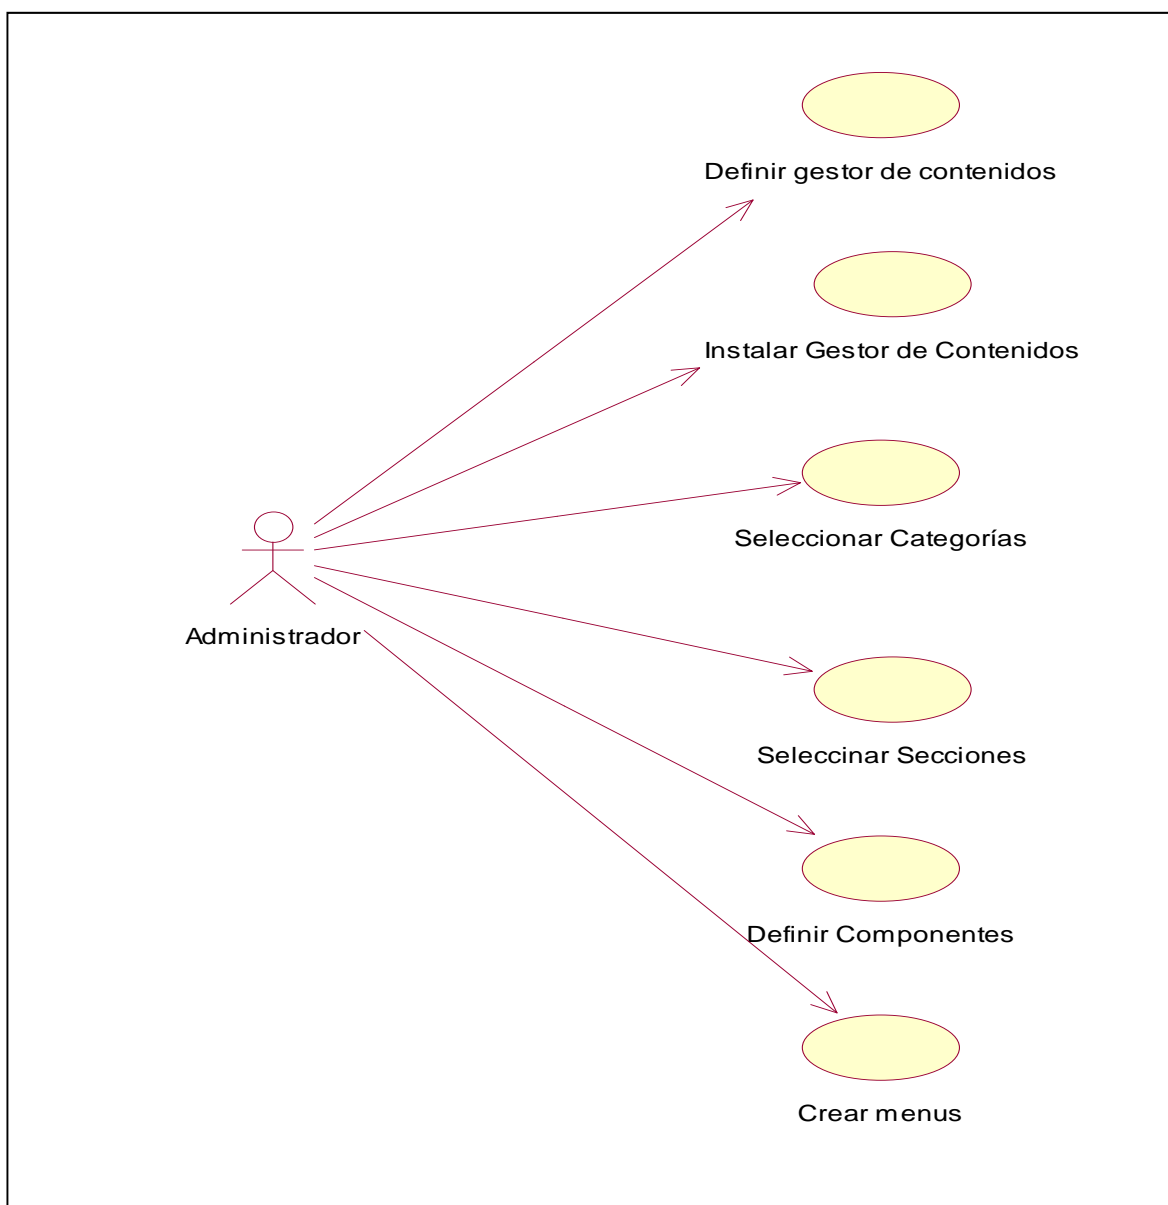 Definir gestor de contenidos
Instalar Gestor de Contenidos
Seleccionar Categorías
Administrador
Seleccinar Secciones
Definir Componentes
Crear menus